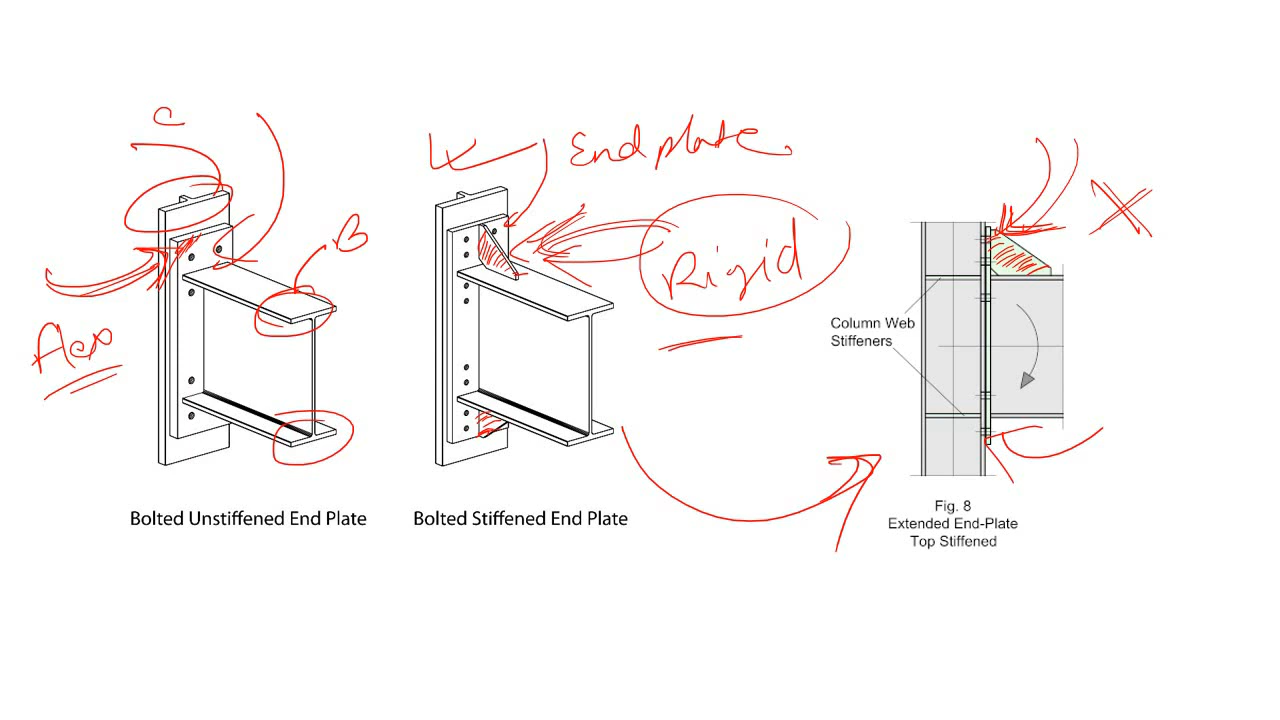 C
B
Flex
End plate
Rigid
X
Column Web
Stiffeners
Bolted Unstiffened End Plate
Bolted Stiffened End Plate
Fig. 8
Extended End-Plate
Top Stiffened